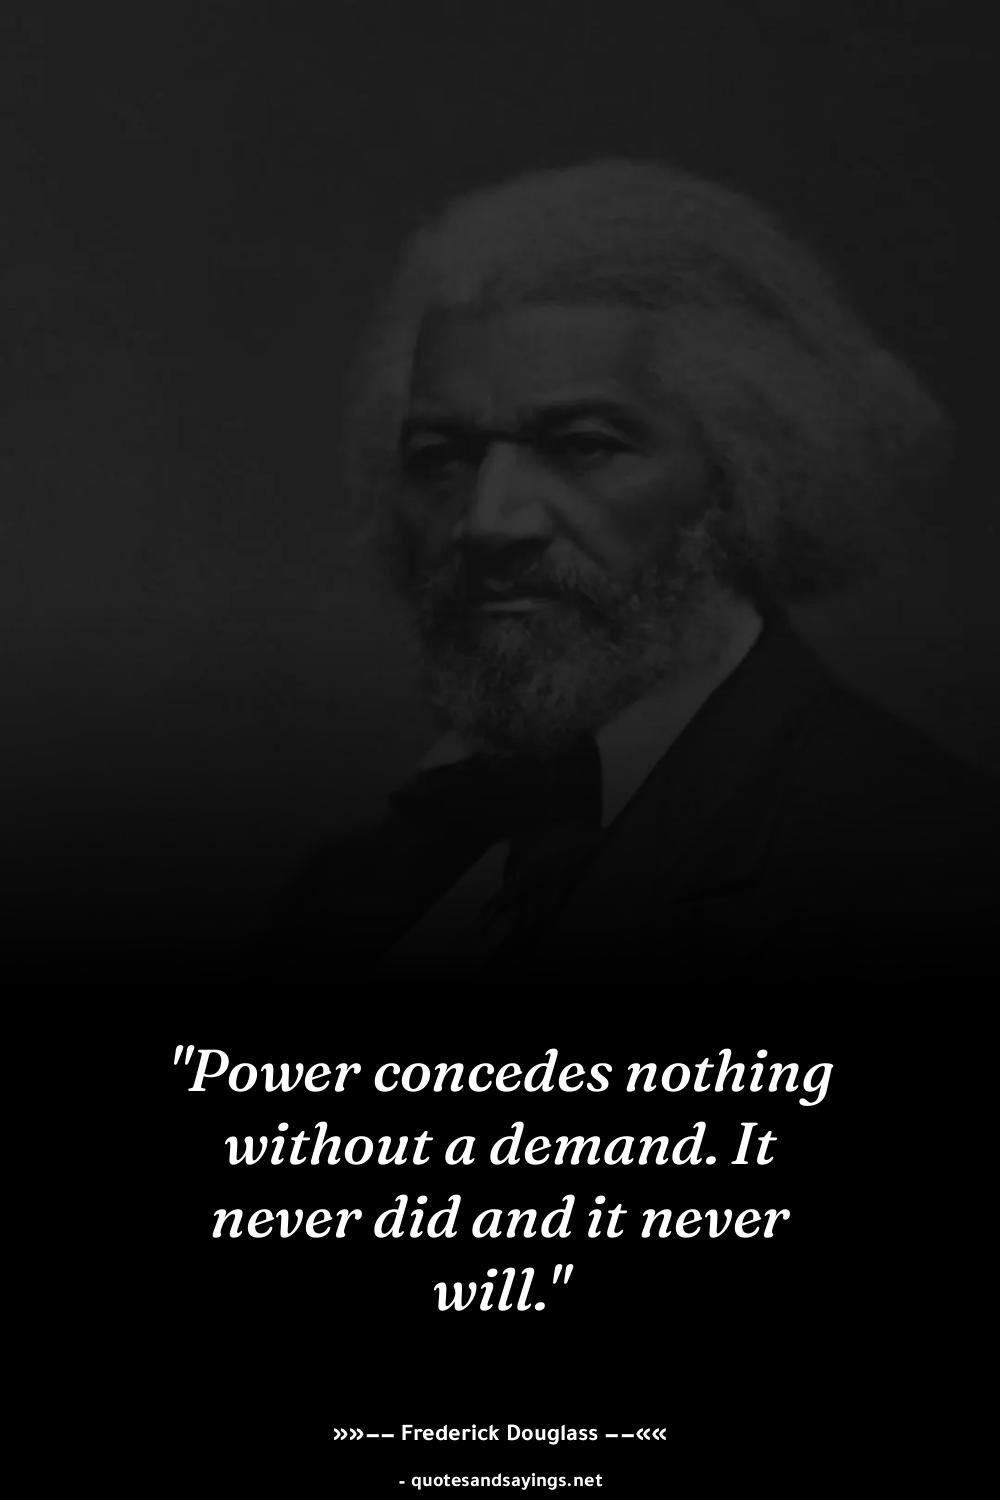 "Power concedes nothing
without a demand. It
never did and it never
will."
»»−− Frederick Douglass −−««
- quotesandsayings.net